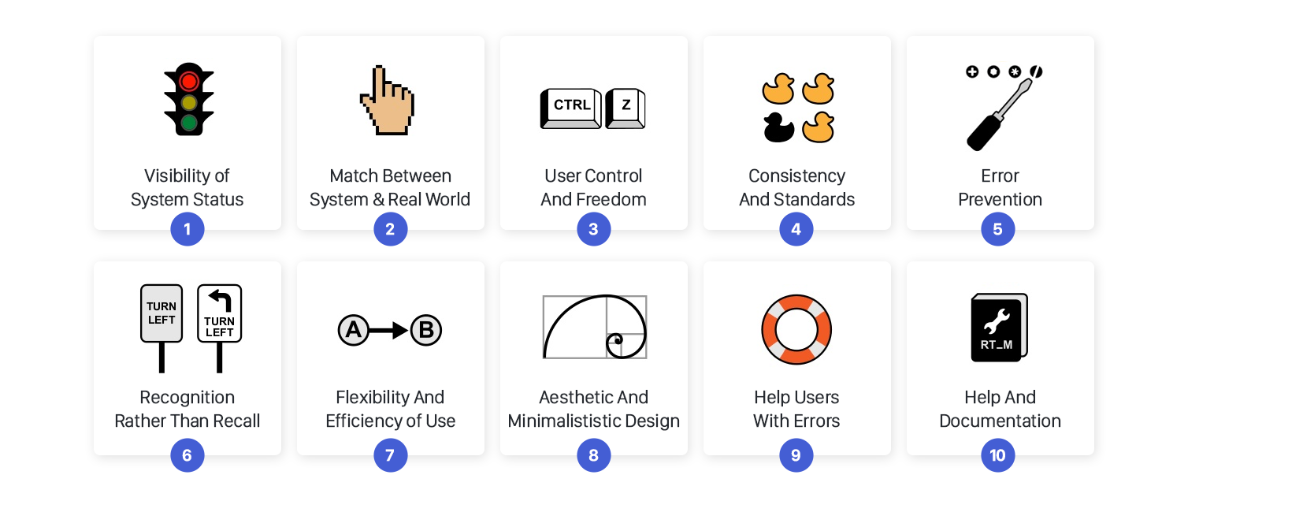 CTRL Z
Visibility of
System Status
1
Match Between
System & Real World
2
User Control
And Freedom
3
Consistency
And Standards
4
Error
Prevention
5
TURN
LEFT
TURN
LEFT
Recognition
Rather Than Recall
6
A B
Flexibility And
Efficiency of Use
7
Aesthetic And
Minimalististic Design
8
Help Users
With Errors
9
RT_M
Help And
Documentation
10